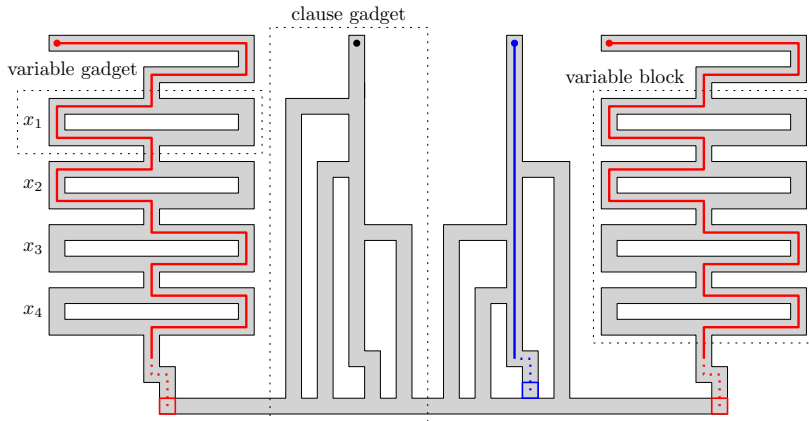 clause gadget
variable gadget
variable block
x₁
x₂
x₃
x₄